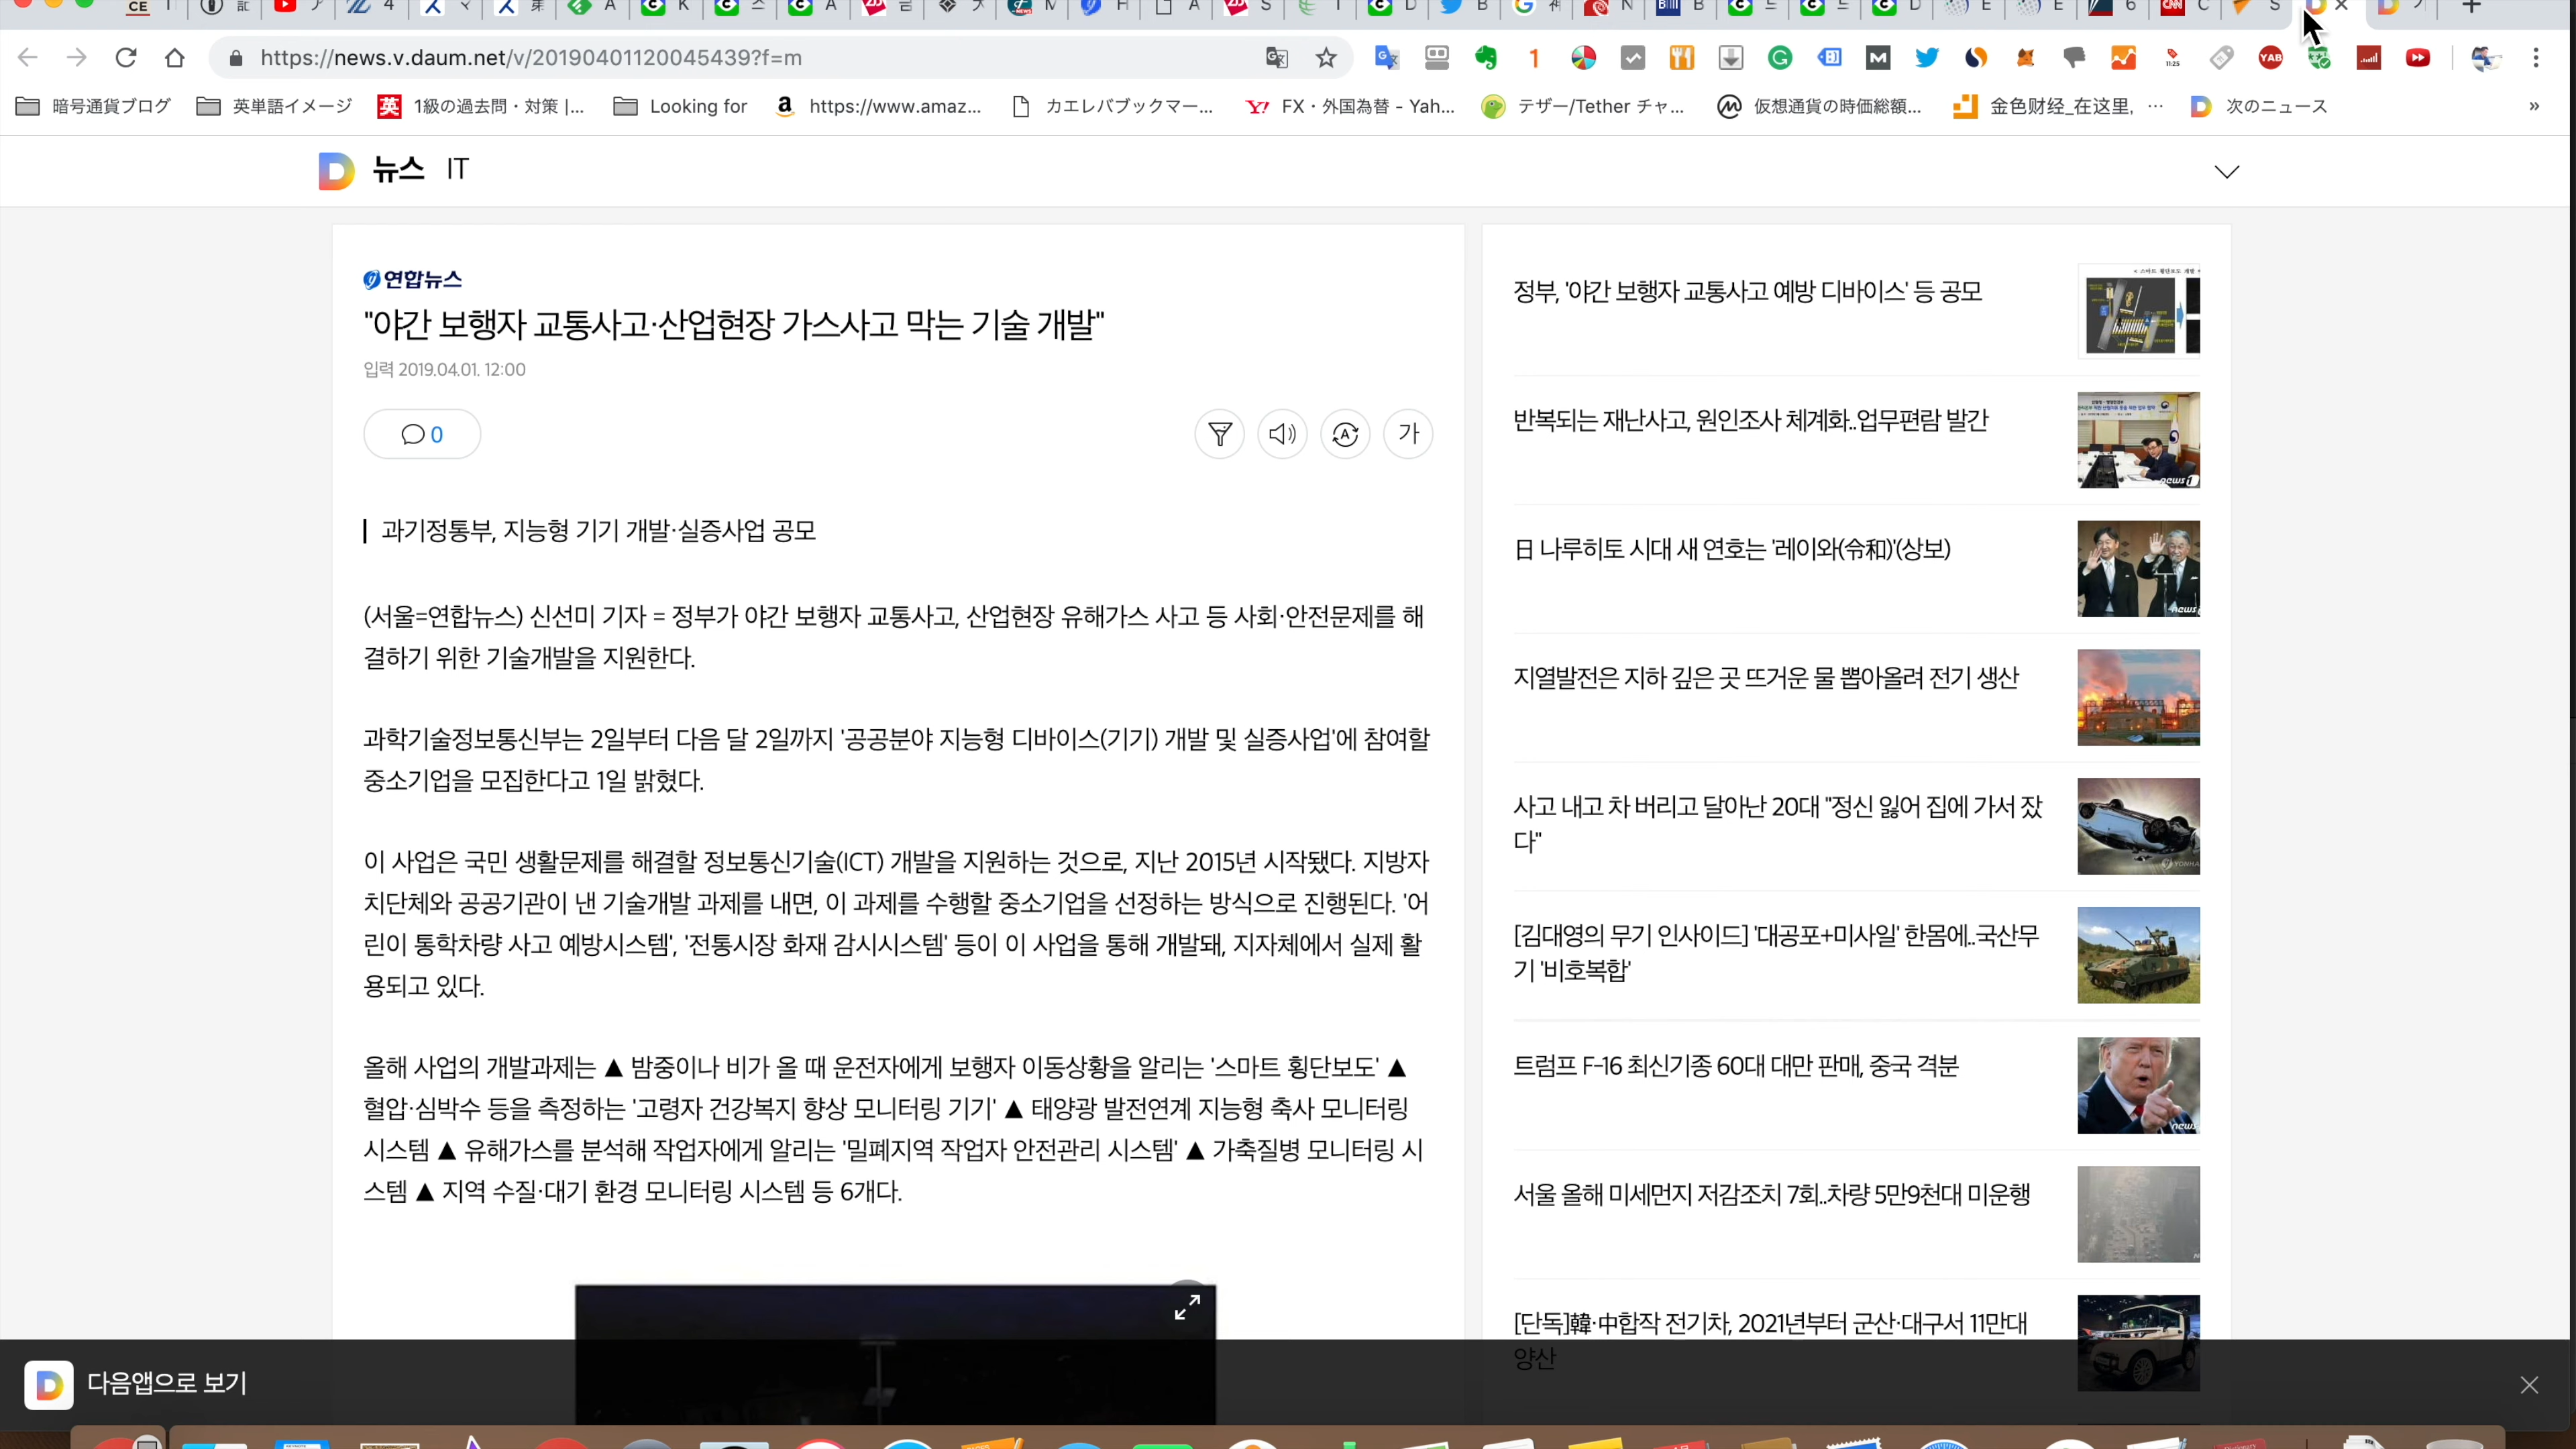 https://news.v.daum.net/v/20190401120045439?f=m
暗号通貨ブログ
英単語イメージ
英 1級の過去問・対策 |...
Looking for
https://www.amaz...
カエレバブックマー...
FX・外国為替 - Yah...
テザー/Tether チャ...
仮想通貨の時価総額...
金色财经_在这里, ...
次のニュース
뉴스 IT
연합뉴스
"야간 보행자 교통사고·산업현장 가스사고 막는 기술 개발"
입력 2019.04.01. 12:00
0
가
과기정통부, 지능형 기기 개발·실증사업 공모
(서울=연합뉴스) 신선미 기자 = 정부가 야간 보행자 교통사고, 산업현장 유해가스 사고 등 사회·안전문제를 해
결하기 위한 기술개발을 지원한다.
과학기술정보통신부는 2일부터 다음 달 2일까지 '공공분야 지능형 디바이스(기기) 개발 및 실증사업'에 참여할
중소기업을 모집한다고 1일 밝혔다.
이 사업은 국민 생활문제를 해결할 정보통신기술(ICT) 개발을 지원하는 것으로, 지난 2015년 시작됐다. 지방자
치단체와 공공기관이 낸 기술개발 과제를 내면, 이 과제를 수행할 중소기업을 선정하는 방식으로 진행된다. '어
린이 통학차량 사고 예방시스템', '전통시장 화재 감시시스템' 등이 이 사업을 통해 개발돼, 지자체에서 실제 활
용되고 있다.
올해 사업의 개발과제는 ▲ 밤중이나 비가 올 때 운전자에게 보행자 이동상황을 알리는 '스마트 횡단보도' ▲
혈압·심박수 등을 측정하는 '고령자 건강복지 향상 모니터링 기기' ▲ 태양광 발전연계 지능형 축사 모니터링
시스템 ▲ 유해가스를 분석해 작업자에게 알리는 '밀폐지역 작업자 안전관리 시스템' ▲ 가축질병 모니터링 시
스템 ▲ 지역 수질·대기 환경 모니터링 시스템 등 6개다.
정부, '야간 보행자 교통사고 예방 디바이스' 등 공모
반복되는 재난사고, 원인조사 체계화..업무편람 발간
日 나루히토 시대 새 연호는 '레이와(令和)'(상보)
지열발전은 지하 깊은 곳 뜨거운 물 뽑아올려 전기 생산
사고 내고 차 버리고 달아난 20대 "정신 잃어 집에 가서 잤
다"
[김대영의 무기 인사이드] '대공포+미사일' 한몸에..국산무
기 '비호복합'
트럼프 F-16 최신기종 60대 대만 판매, 중국 격분
서울 올해 미세먼지 저감조치 7회..차량 5만9천대 미운행
[단독]韓·中합작 전기차, 2021년부터 군산·대구서 11만대
양산
다음앱으로 보기